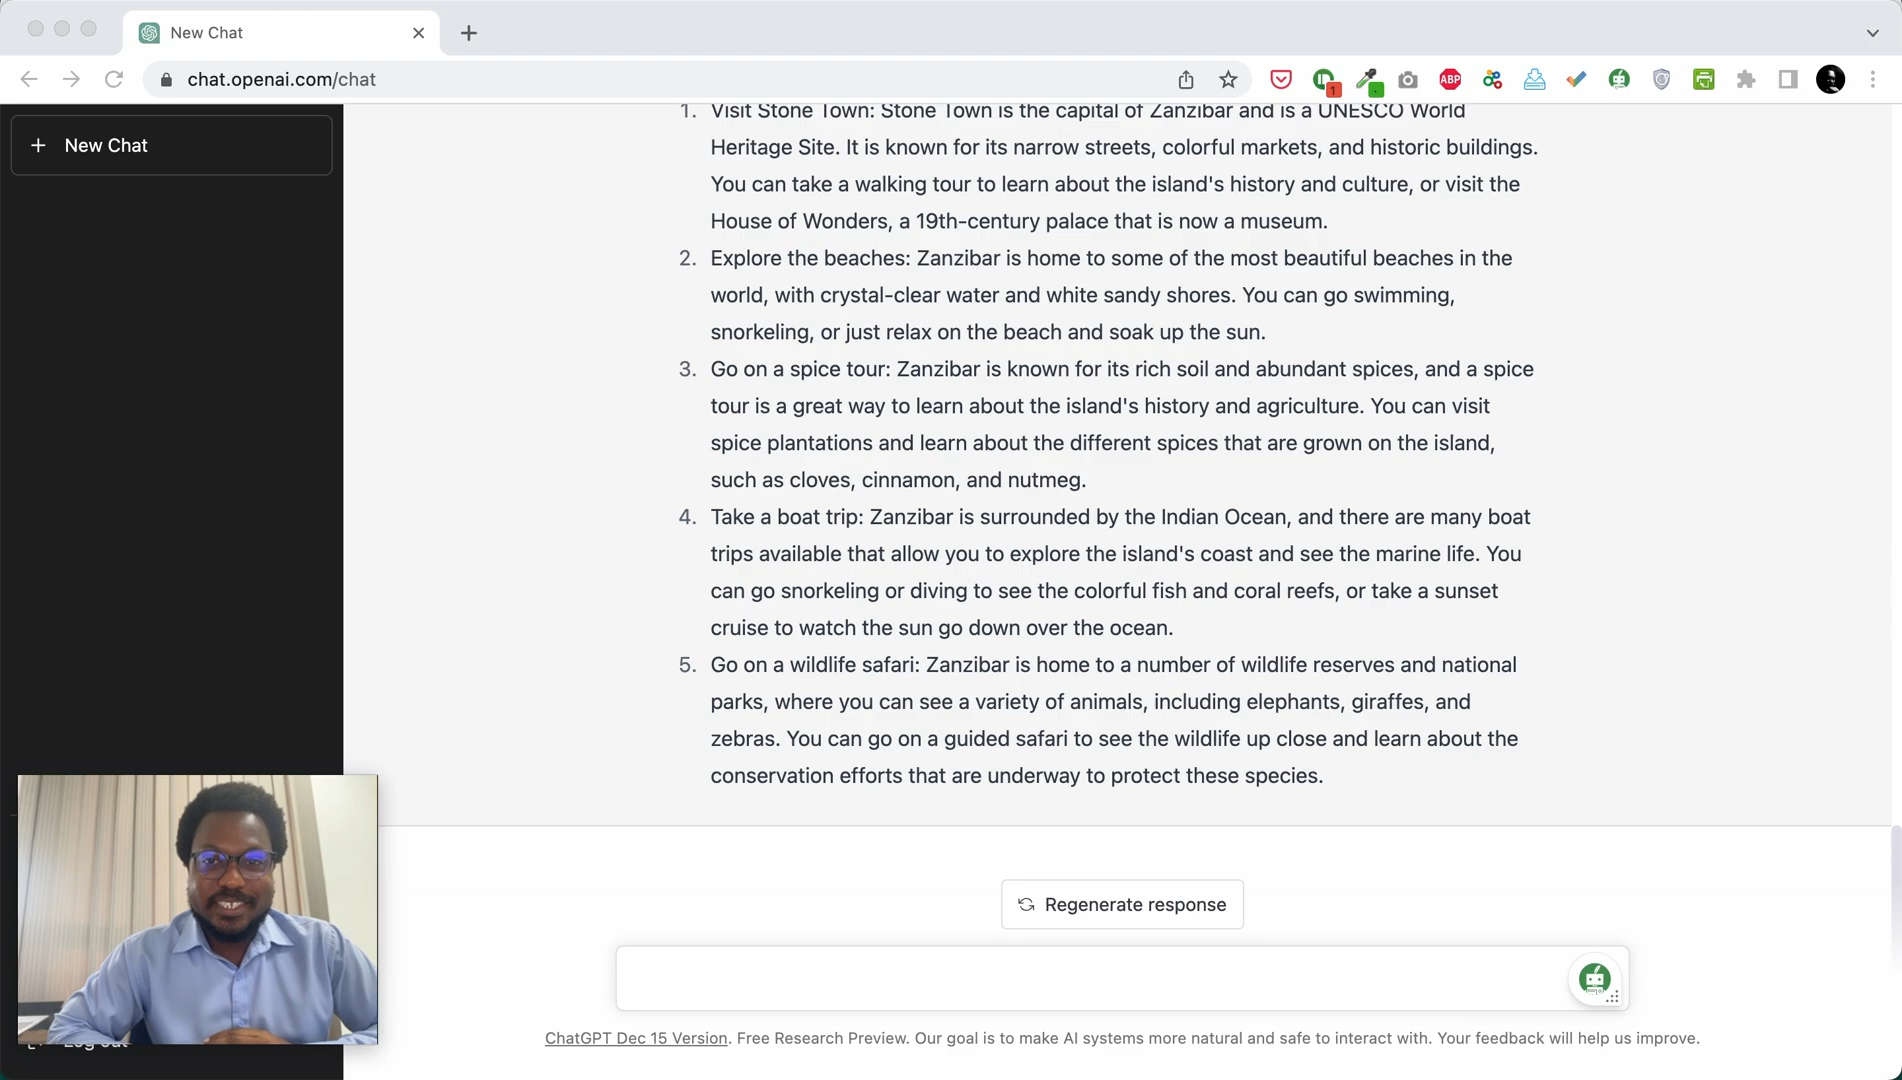 New Chat
chat.openai.com/chat
1
ABP
New Chat
1. Visit Stone Town: Stone Town is the capital of Zanzibar and is a UNESCO World
Heritage Site. It is known for its narrow streets, colorful markets, and historic buildings.
You can take a walking tour to learn about the island's history and culture, or visit the
House of Wonders, a 19th-century palace that is now a museum.
2. Explore the beaches: Zanzibar is home to some of the most beautiful beaches in the
world, with crystal-clear water and white sandy shores. You can go swimming,
snorkeling, or just relax on the beach and soak up the sun.
3. Go on a spice tour: Zanzibar is known for its rich soil and abundant spices, and a spice
tour is a great way to learn about the island's history and agriculture. You can visit
spice plantations and learn about the different spices that are grown on the island,
such as cloves, cinnamon, and nutmeg.
4. Take a boat trip: Zanzibar is surrounded by the Indian Ocean, and there are many boat
trips available that allow you to explore the island's coast and see the marine life. You
can go snorkeling or diving to see the colorful fish and coral reefs, or take a sunset
cruise to watch the sun go down over the ocean.
5. Go on a wildlife safari: Zanzibar is home to a number of wildlife reserves and national
parks, where you can see a variety of animals, including elephants, giraffes, and
zebras. You can go on a guided safari to see the wildlife up close and learn about the
conservation efforts that are underway to protect these species.
Regenerate response
ChatGPT Dec 15 Version. Free Research Preview. Our goal is to make AI systems more natural and safe to interact with. Your feedback will help us improve.